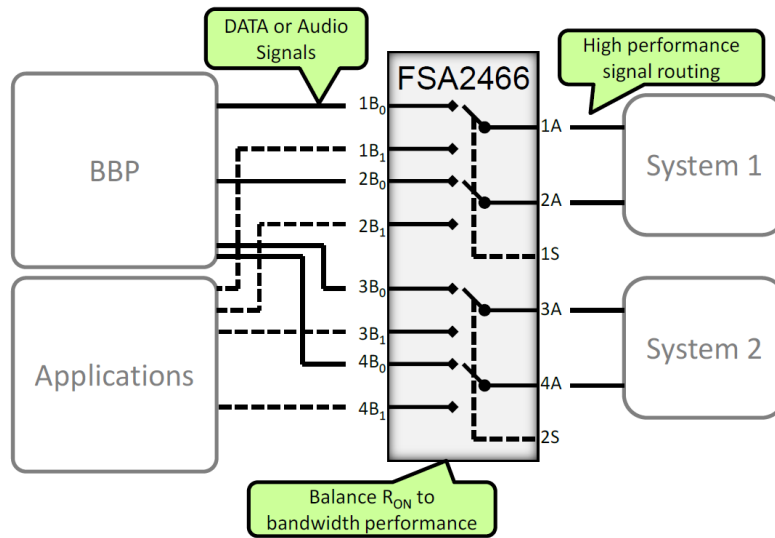 DATA or Audio
Signals
FSA2466
High performance
signal routing
BBP
Applications
1B₀
1B₁
2B₀
2B₁
3B₀
3B₁
4B₀
4B₁
1A
2A
1S
3A
4A
2S
System 1
System 2
Balance R_ON to
bandwidth performance